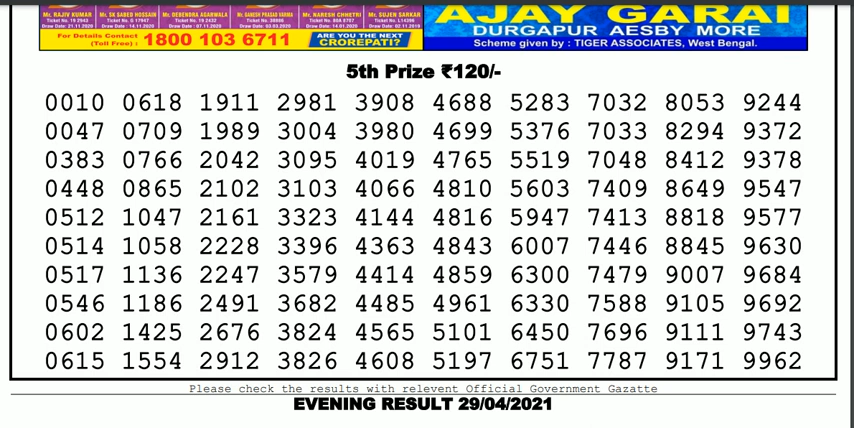 Mr. RAJIV KUMAR Mr. SK SABED HOSSAIN Mr. DEBENDRA AGARWALA Mr. GANESH PRASAD SARMA Mr. NARESH CHHETRI Mr. SUJEN SARKAR
AJAY GARAI
For Details Contact
(Toll Free) : 1800 103 6711
ARE YOU THE NEXT
CROREPATI?
DURGAPUR AESBY MORE
Scheme given by : TIGER ASSOCIATES, West Bengal.
5th Prize ₹120/-
0010 0618 1911 2981 3908 4688 5283 7032 8053 9244
0047 0709 1989 3004 3980 4699 5376 7033 8294 9372
0383 0766 2042 3095 4019 4765 5519 7048 8412 9378
0448 0865 2102 3103 4066 4810 5603 7409 8649 9547
0512 1047 2161 3323 4144 4816 5947 7413 8818 9577
0514 1058 2228 3396 4363 4843 6007 7446 8845 9630
0517 1136 2247 3579 4414 4859 6300 7479 9007 9684
0546 1186 2491 3682 4485 4961 6330 7588 9105 9692
0602 1425 2676 3824 4565 5101 6450 7696 9111 9743
0615 1554 2912 3826 4608 5197 6751 7787 9171 9962
Please check the results with relevent Official Government Gazatte
EVENING RESULT 29/04/2021